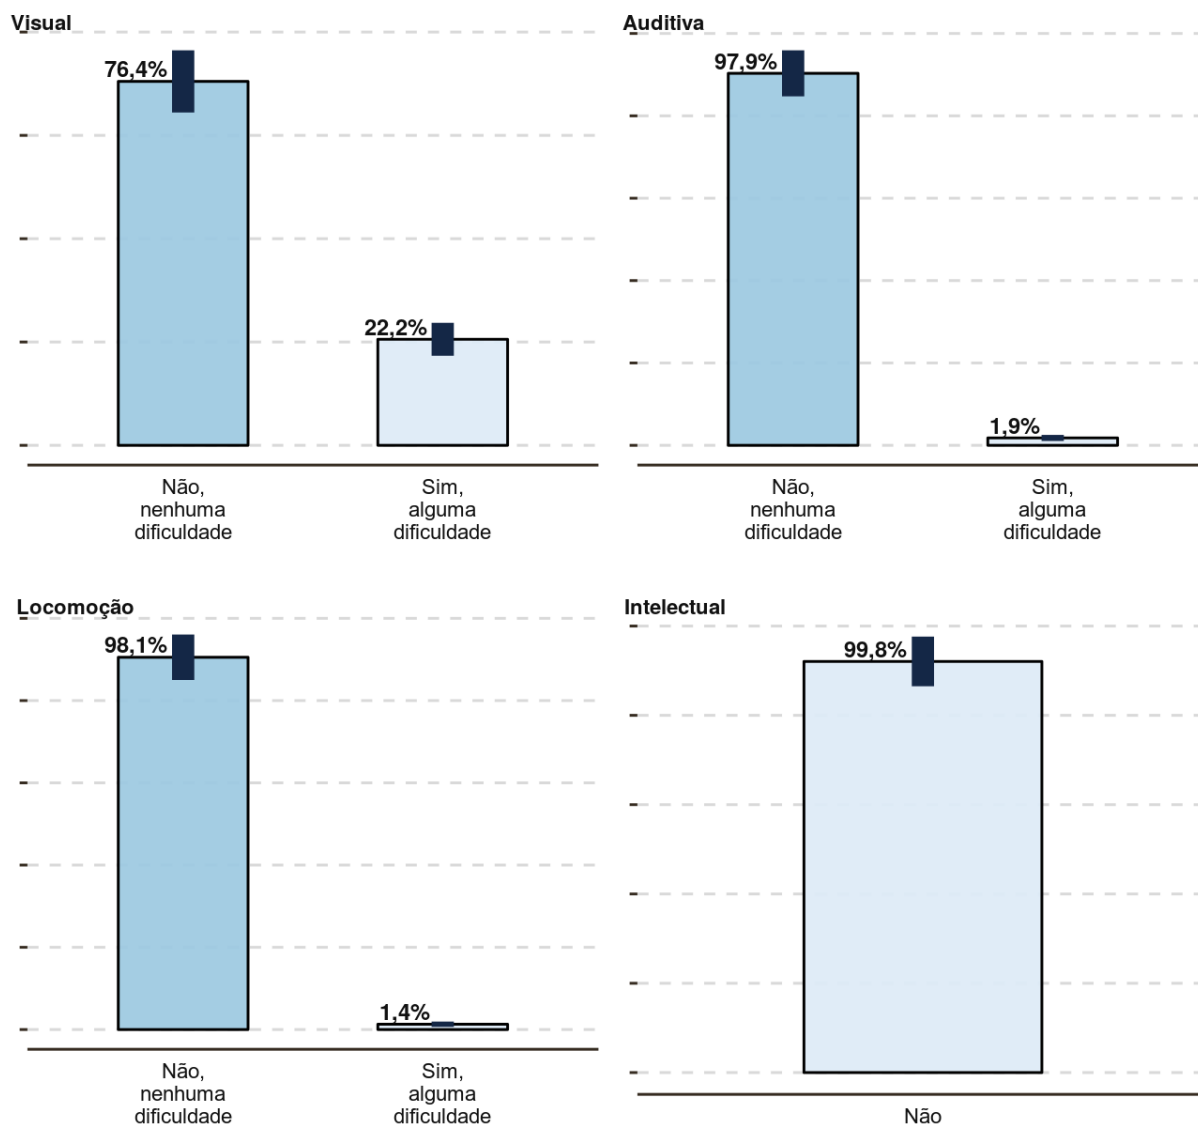 Visual
76,4%
22,2%
Não,
nenhuma
dificuldade
Sim,
alguma
dificuldade
Auditiva
97,9%
1,9%
Não,
nenhuma
dificuldade
Sim,
alguma
dificuldade
Locomoção
98,1%
1,4%
Não,
nenhuma
dificuldade
Sim,
alguma
dificuldade
Intelectual
99,8%
Não